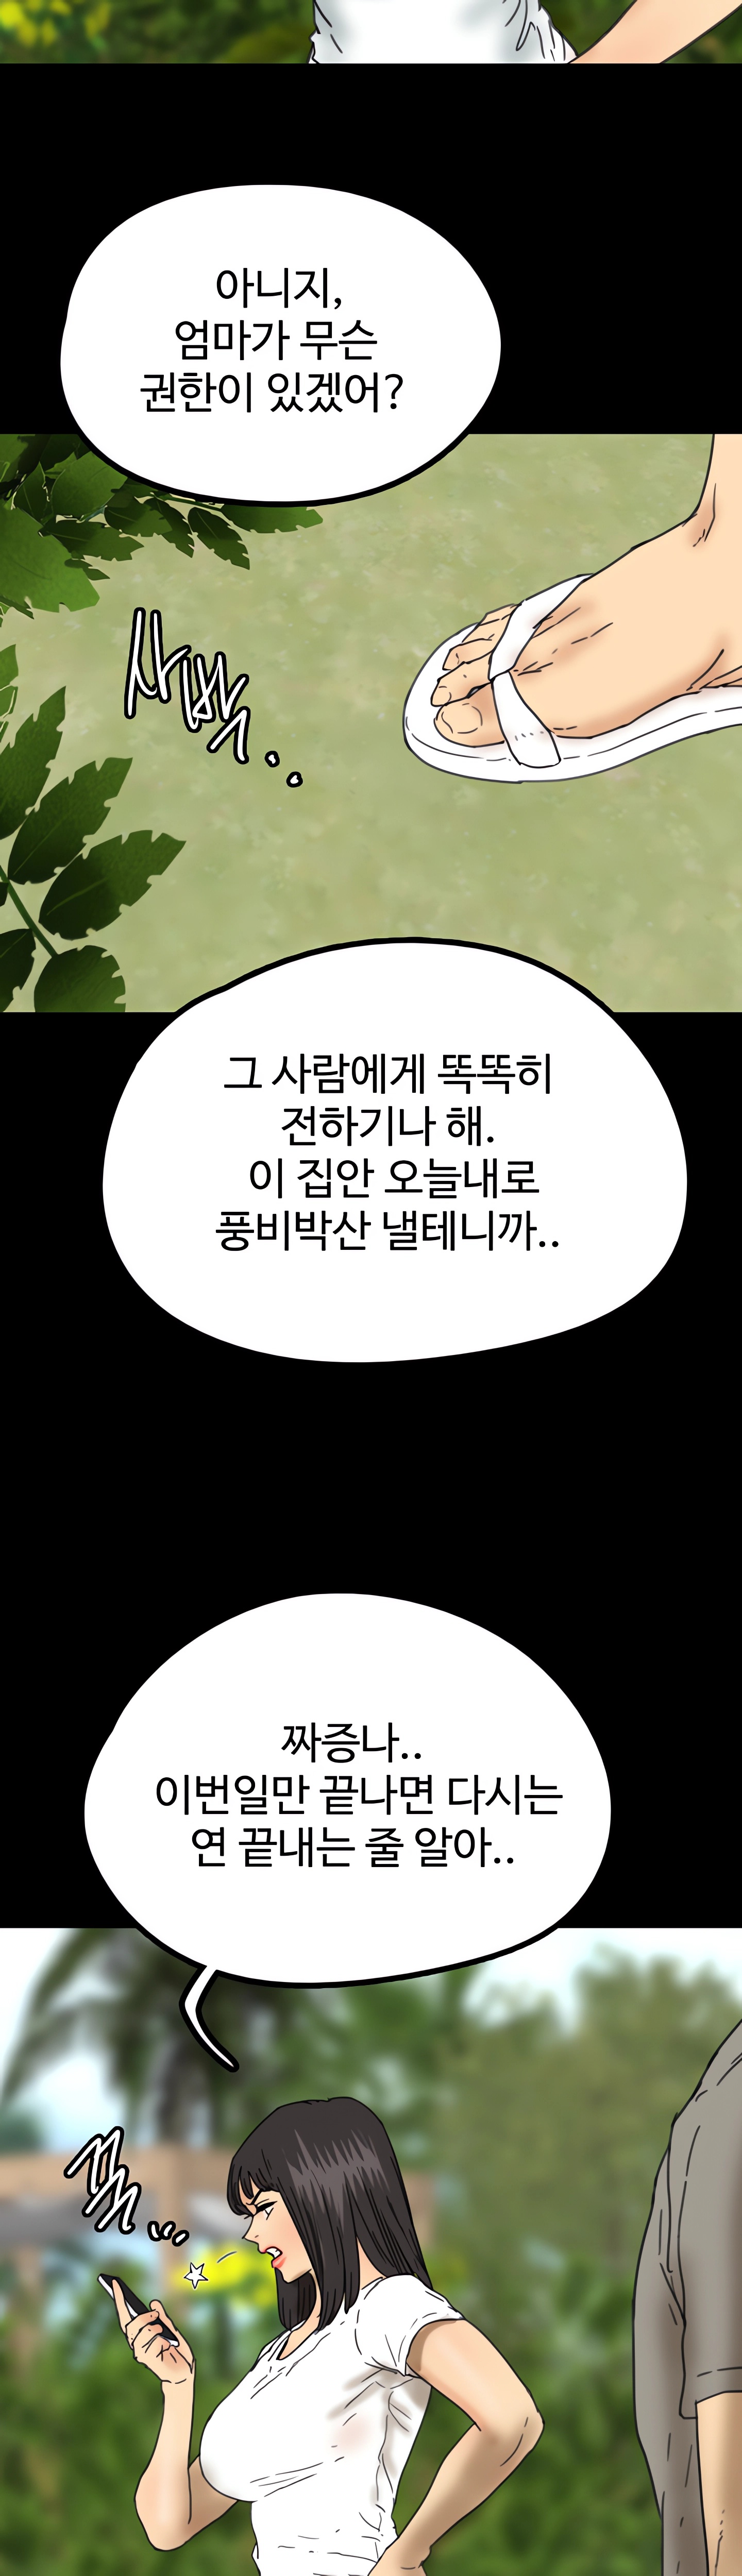 아니지,
엄마가 무슨
권한이 있겠어?
사박..
그 사람에게 똑똑히
전하기나 해.
이 집안 오늘내로
풍비박산 낼테니까..
짜증나..
이번일만 끝나면 다시는
연 끝내는 줄 알아..